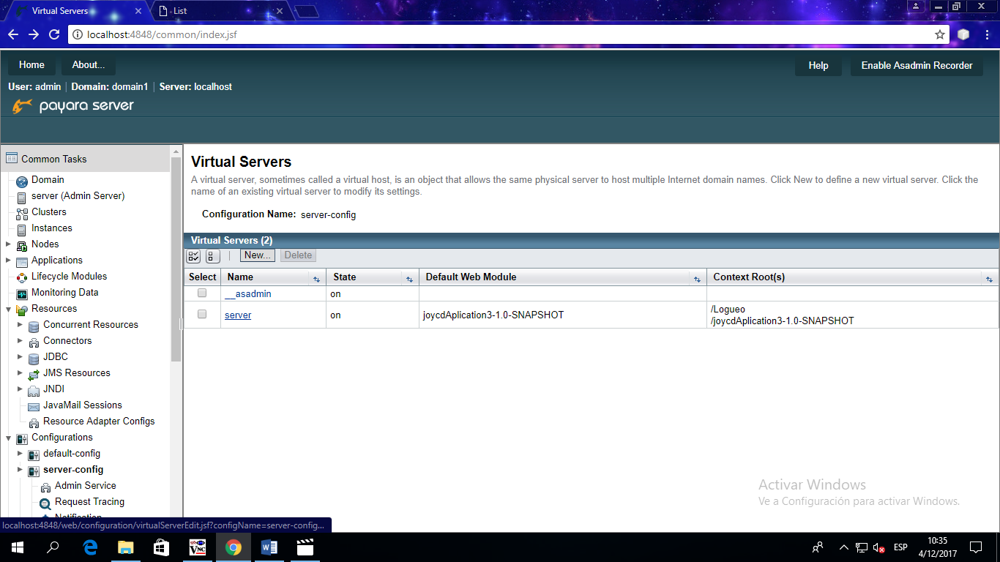 Virtual Servers
List
localhost:4848/common/index.jsf
Home
About...
Help
Enable Asadmin Recorder
User: admin | Domain: domain1 | Server: localhost
payara server
Common Tasks
Domain
server (Admin Server)
Clusters
Instances
Nodes
Applications
Lifecycle Modules
Monitoring Data
Resources
Concurrent Resources
Connectors
JDBC
JMS Resources
JNDI
JavaMail Sessions
Resource Adapter Configs
Configurations
default-config
server-config
Admin Service
Request Tracing
Notification
Virtual Servers
A virtual server, sometimes called a virtual host, is an object that allows the same physical server to host multiple Internet domain names. Click New to define a new virtual server. Click the
name of an existing virtual server to modify its settings.
Configuration Name: server-config
Virtual Servers (2)
New... Delete
Select Name State Default Web Module Context Root(s)
__asadmin on
server on joycdAplication3-1.0-SNAPSHOT /Logueo
/joycdAplication3-1.0-SNAPSHOT
Activar Windows
Ve a Configuración para activar Windows.
localhost:4848/web/configuration/virtualServerEdit.jsf?configName=server-config...
VNC
ESP
10:35
4/12/2017